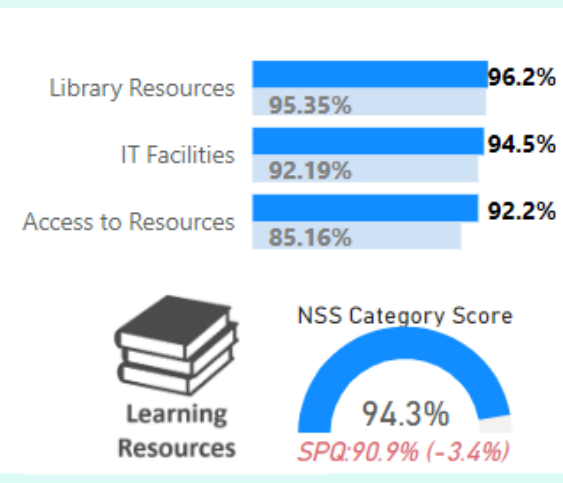 Library Resources 96.2%
95.35%
IT Facilities 94.5%
92.19%
Access to Resources 92.2%
85.16%
NSS Category Score
94.3%
SPQ:90.9% (-3.4%)
Learning
Resources